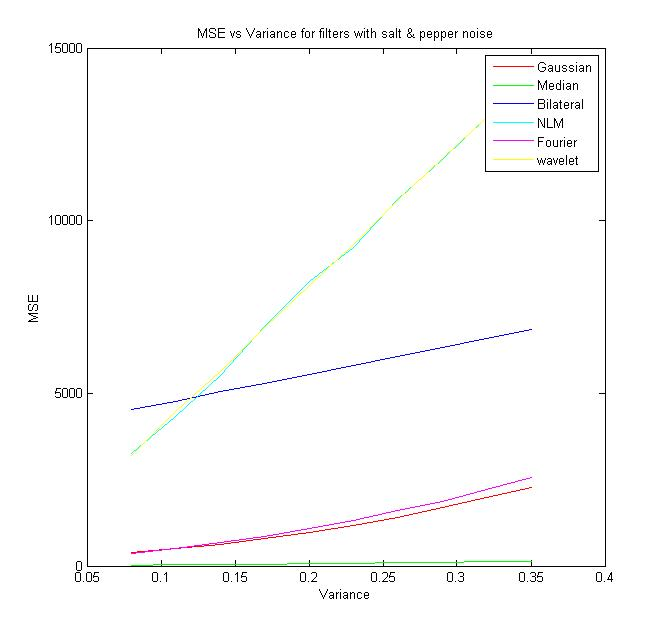 MSE vs Variance for filters with salt & pepper noise
15000
Gaussian
Median
Bilateral
NLM
Fourier
wavelet
10000
MSE
5000
0
0.05
0.1
0.15
0.2
0.25
0.3
0.35
0.4
Variance